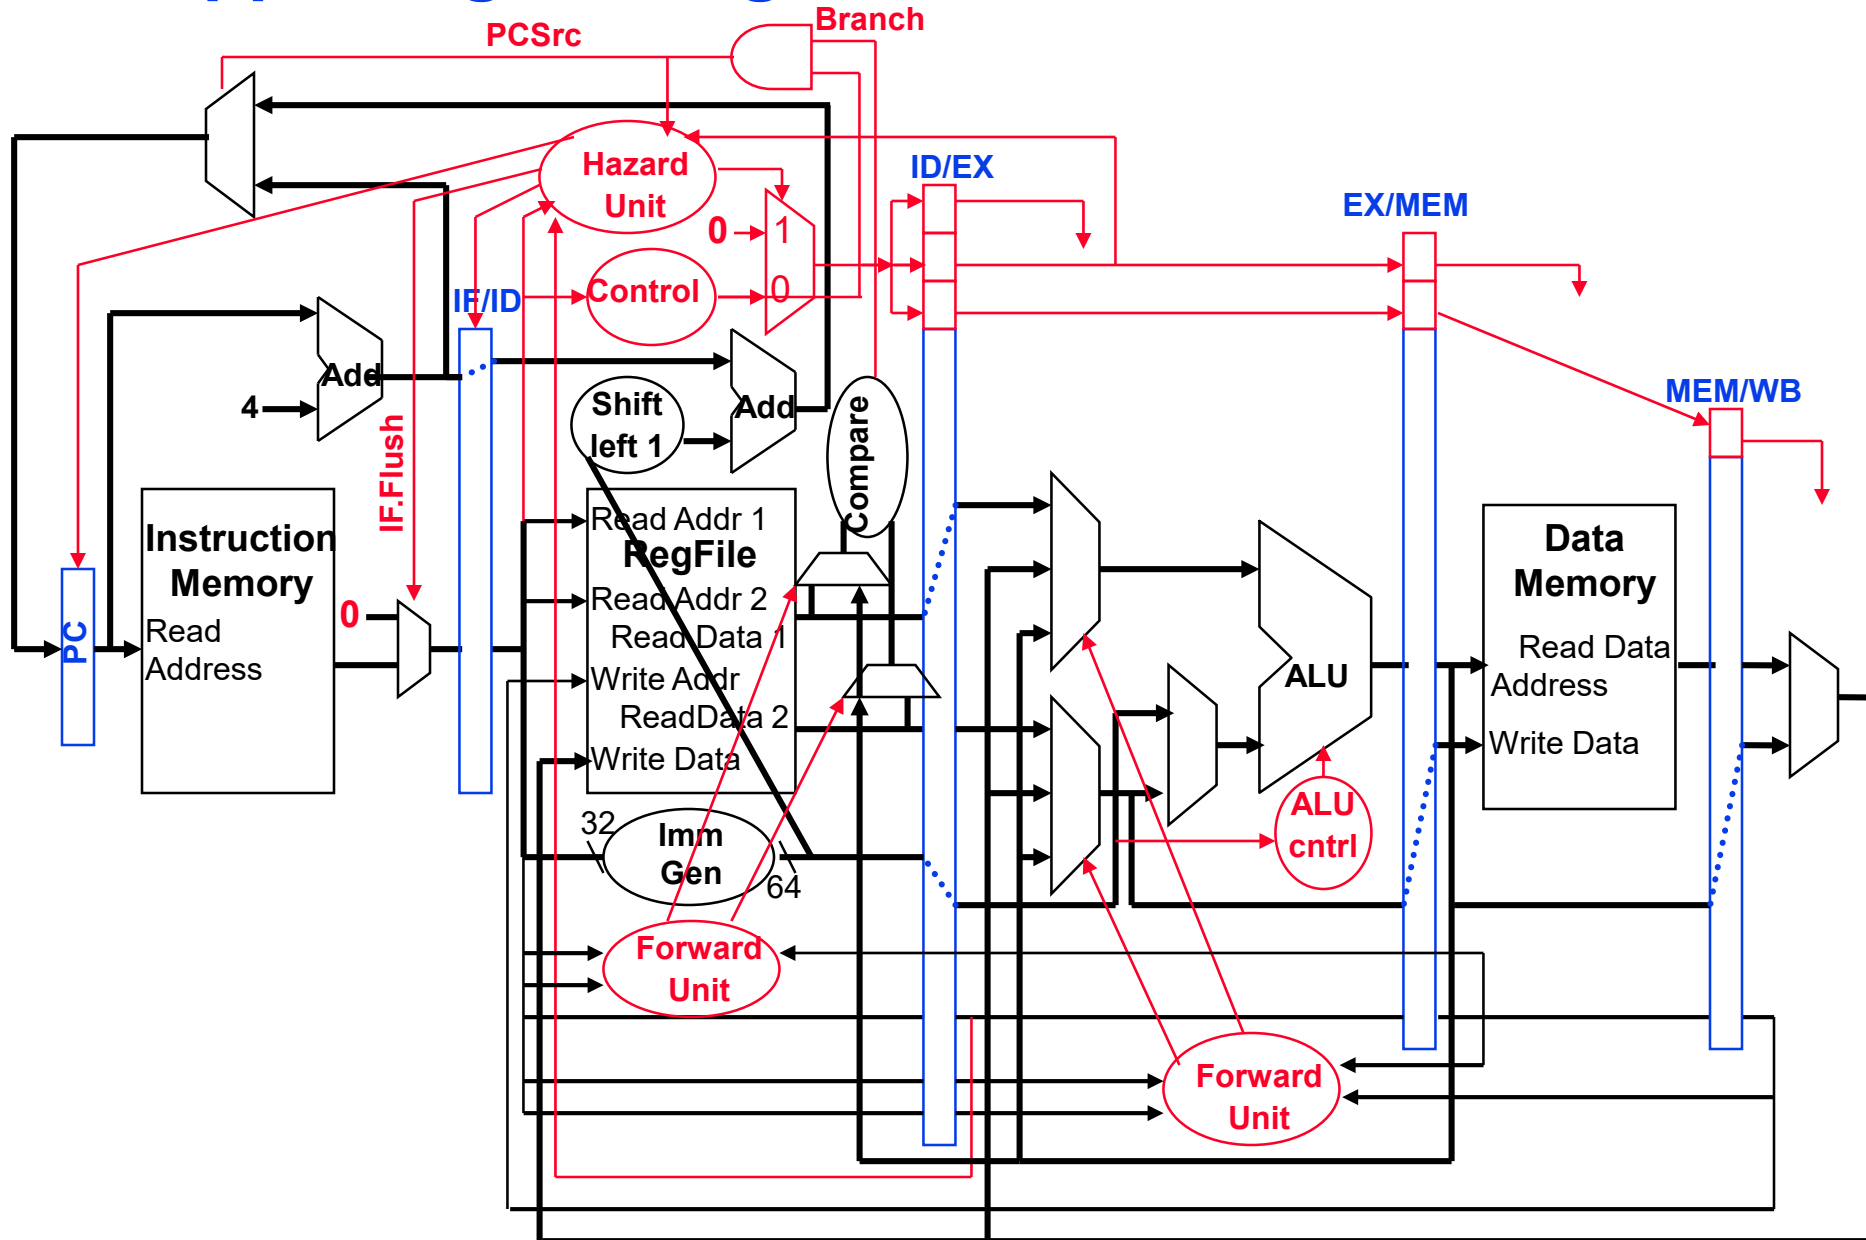 Branch
PCSrc
Hazard
Unit
ID/EX
EX/MEM
0
1
Control
0
IF/ID
Add
4
Shift
left 1
Add
Compare
MEM/WB
IF.Flush
Instruction
Memory
Read
Address
PC
0
Read Addr 1
RegFile
Read Addr 2
Read Data 1
Write Addr
ReadData 2
Write Data
ALU
Data
Memory
Read Data
Address
Write Data
32
Imm
Gen
64
ALU
cntrl
Forward
Unit
Forward
Unit